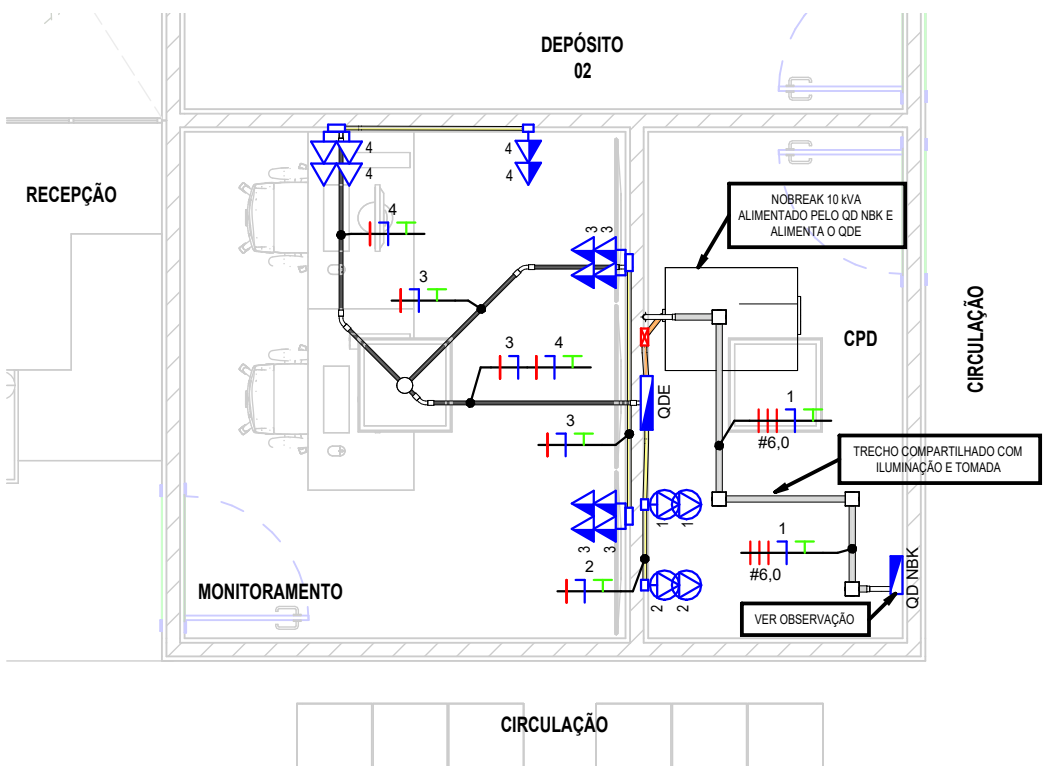 DEPÓSITO
02
RECEPÇÃO
4
4
4
4
4
3
3
NOBREAK 10 kVA
ALIMENTADO PELO QD NBK E
ALIMENTA O QDE
CIRCULAÇÃO
CPD
3
3
4
QDE
1
#6,0
3
TRECHO COMPARTILHADO COM
ILUMINAÇÃO E TOMADA
1
1
3
3
1
#6,0
2
2
2
QD NBK
MONITORAMENTO
VER OBSERVAÇÃO
CIRCULAÇÃO